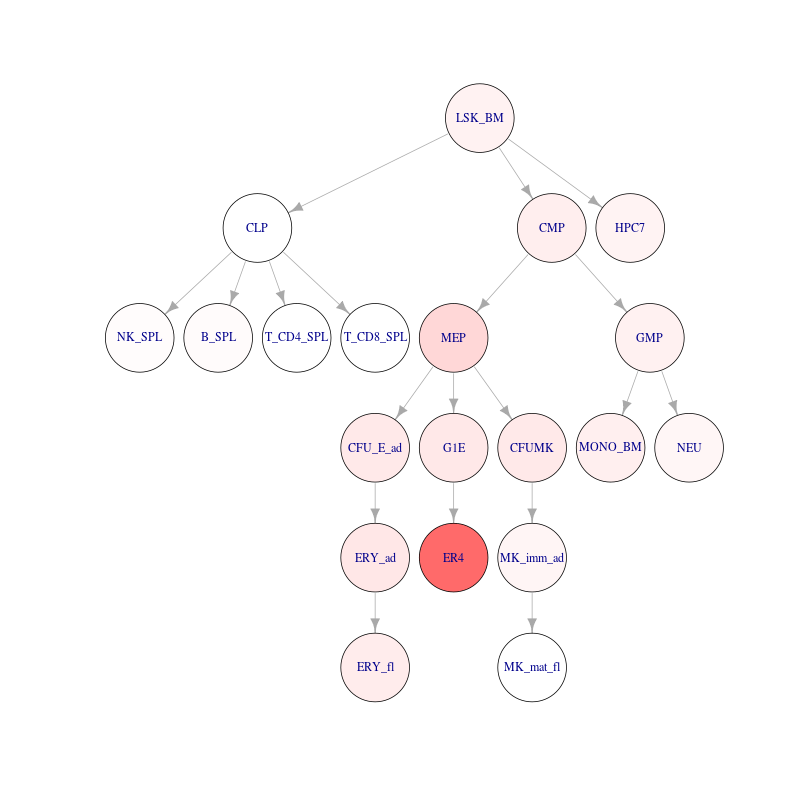 LSK_BM
CLP
CMP
HPC7
NK_SPL
B_SPL
T_CD4_SPL
T_CD8_SPL
MEP
GMP
CFU_E_ad
G1E
CFUMK
MONO_BM
NEU
ERY_ad
ER4
MK_imm_ad
ERY_fl
MK_mat_fl